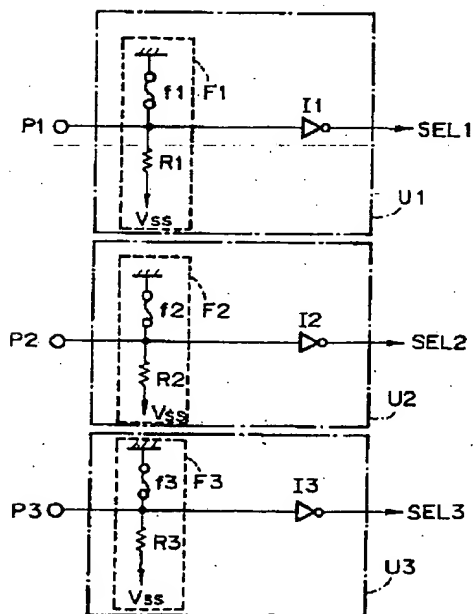 f1
F1
P1
I1
SEL1
R1
Vss
U1
f2
F2
P2
I2
SEL2
R2
Vss
U2
f3
F3
P3
I3
SEL3
R3
Vss
U3